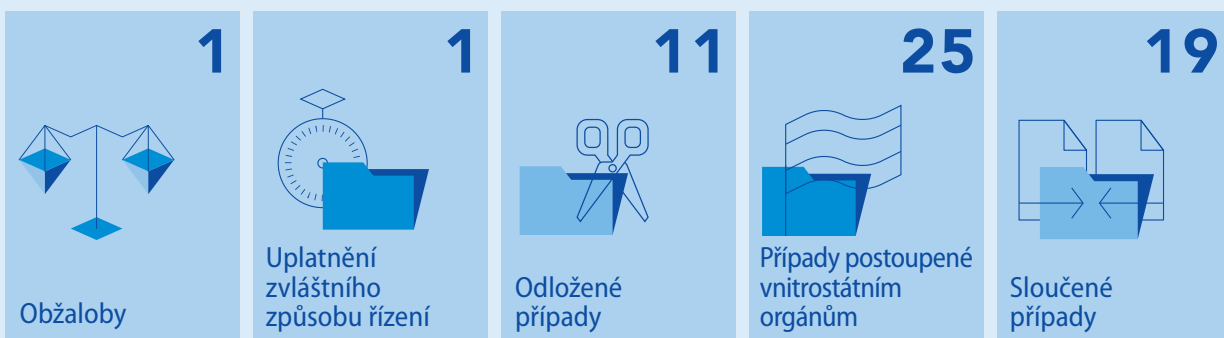 1
Obžaloby
1
Uplatnění
zvláštního
způsobu řízení
11
Odložené
případy
25
Případy postoupené
vnitrostátním
orgánům
19
Sloučené
případy